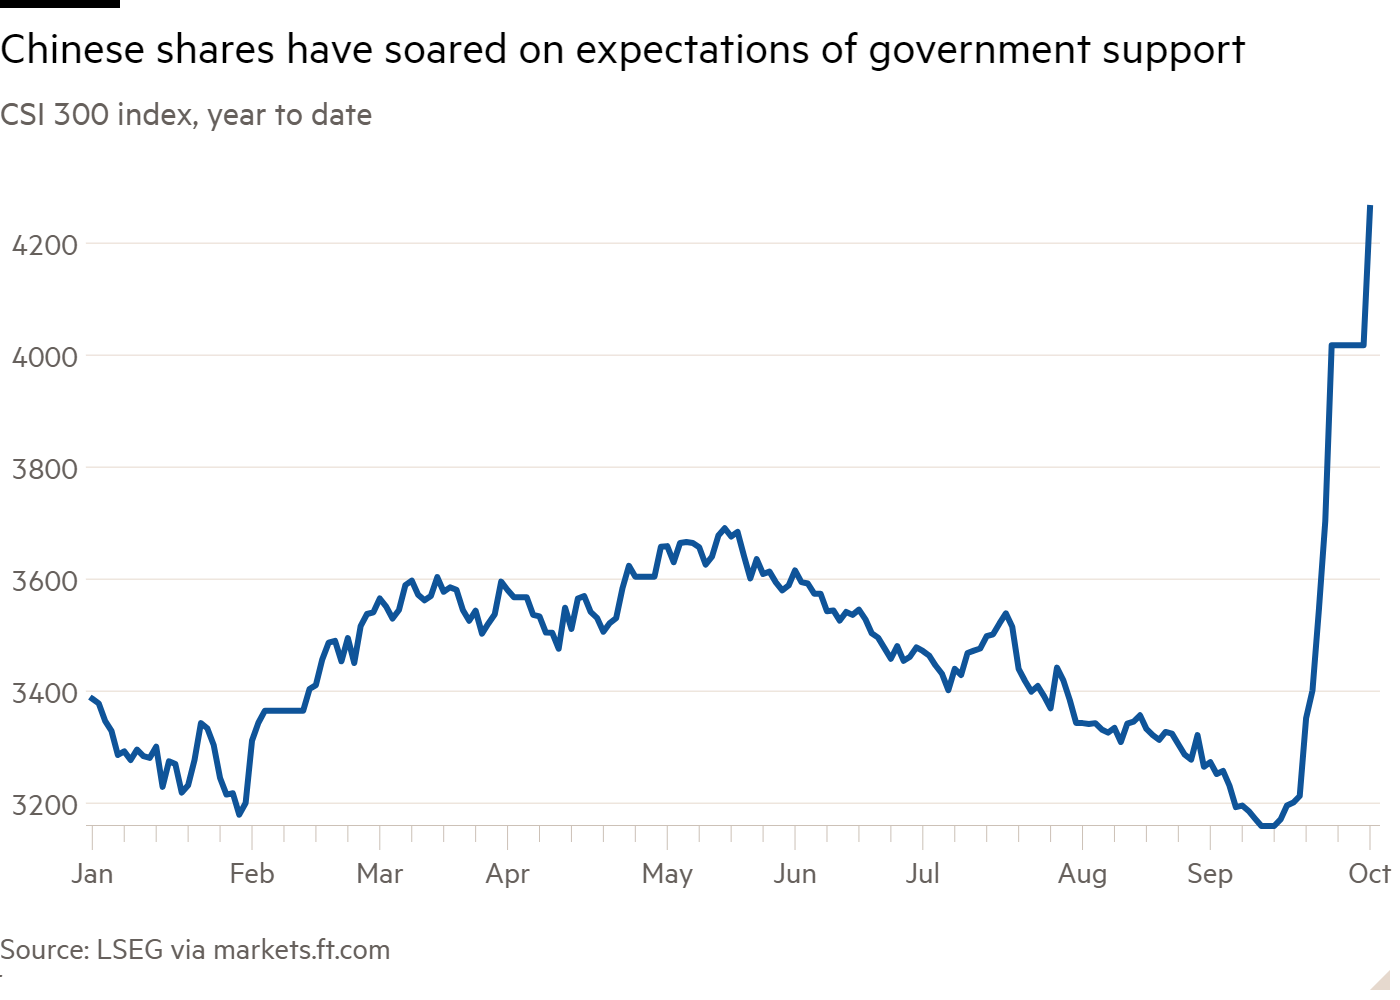 Chinese shares have soared on expectations of government support
CSI 300 index, year to date
4200
4000
3800
3600
3400
3200
Jan Feb Mar Apr May Jun Jul Aug Sep Oct
Source: LSEG via markets.ft.com